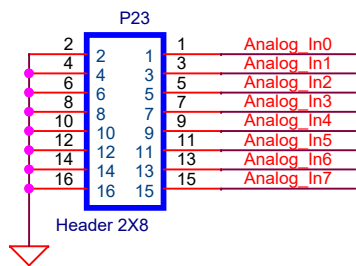 P23
2 2 1 1 Analog_In0
4 4 3 3 Analog_In1
6 6 5 5 Analog_In2
8 8 7 7 Analog_In3
10 10 9 9 Analog_In4
12 12 11 11 Analog_In5
14 14 13 13 Analog_In6
16 16 15 15 Analog_In7
Header 2X8